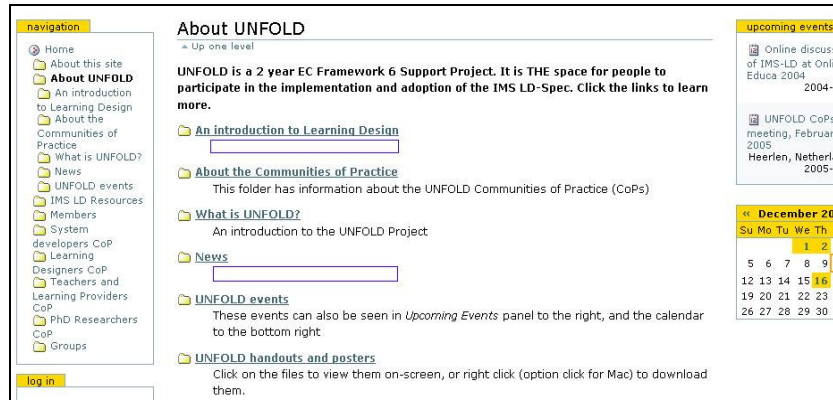 navigation
Home
About this site
About UNFOLD
An introduction
to Learning Design
About the
Communities of
Practice
What is UNFOLD?
News
UNFOLD events
IMS LD Resources
Members
System
developers CoP
Learning
Designers CoP
Teachers and
Learning Providers
CoP
PhD Researchers
CoP
Groups
log in
About UNFOLD
Up one level
UNFOLD is a 2 year EC Framework 6 Support Project. It is THE space for people to
participate in the implementation and adoption of the IMS LD-Spec. Click the links to learn
more.
An introduction to Learning Design
About the Communities of Practice
This folder has information about the UNFOLD Communities of Practice (CoPs)
What is UNFOLD?
An introduction to the UNFOLD Project
News
UNFOLD events
These events can also be seen in Upcoming Events panel to the right, and the calendar
to the bottom right
UNFOLD handouts and posters
Click on the files to view them on-screen, or right click (option click for Mac) to download
them.
upcoming events
Online discuss
of IMS-LD at Onli
Educa 2004
2004-
UNFOLD CoPs
meeting, Februar
2005
Heerlen, Netherl
2005-
« December 20
Su Mo Tu We Th
1 2
5 6 7 8 9
12 13 14 15 16
19 20 21 22 23
26 27 28 29 30